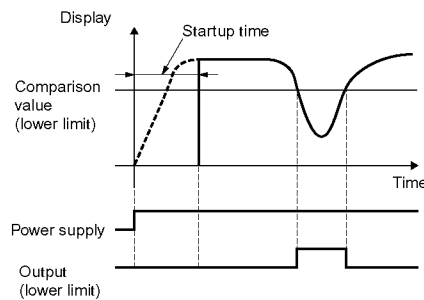 Display
Startup time
Comparison
value
(lower limit)
Time
Power supply
Output
(lower limit)